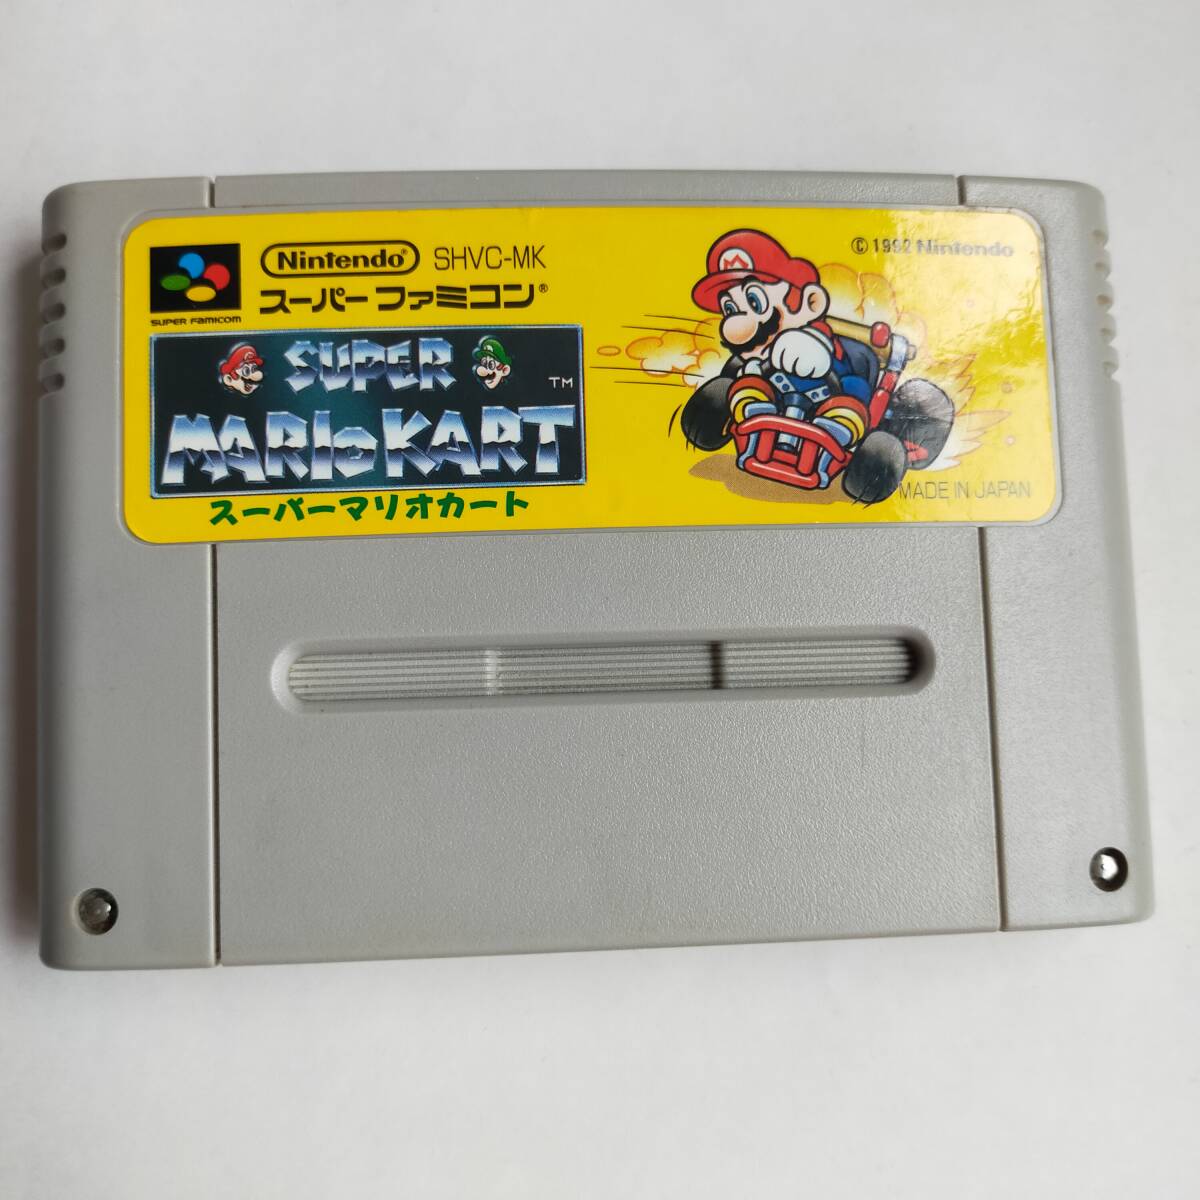 Nintendo® SHVC-MK
スーパーファミコン®
SUPER FAMICOM
© 1992 Nintendo
M
SUPER
MARIO KART TM
スーパーマリオカート
MADE IN JAPAN